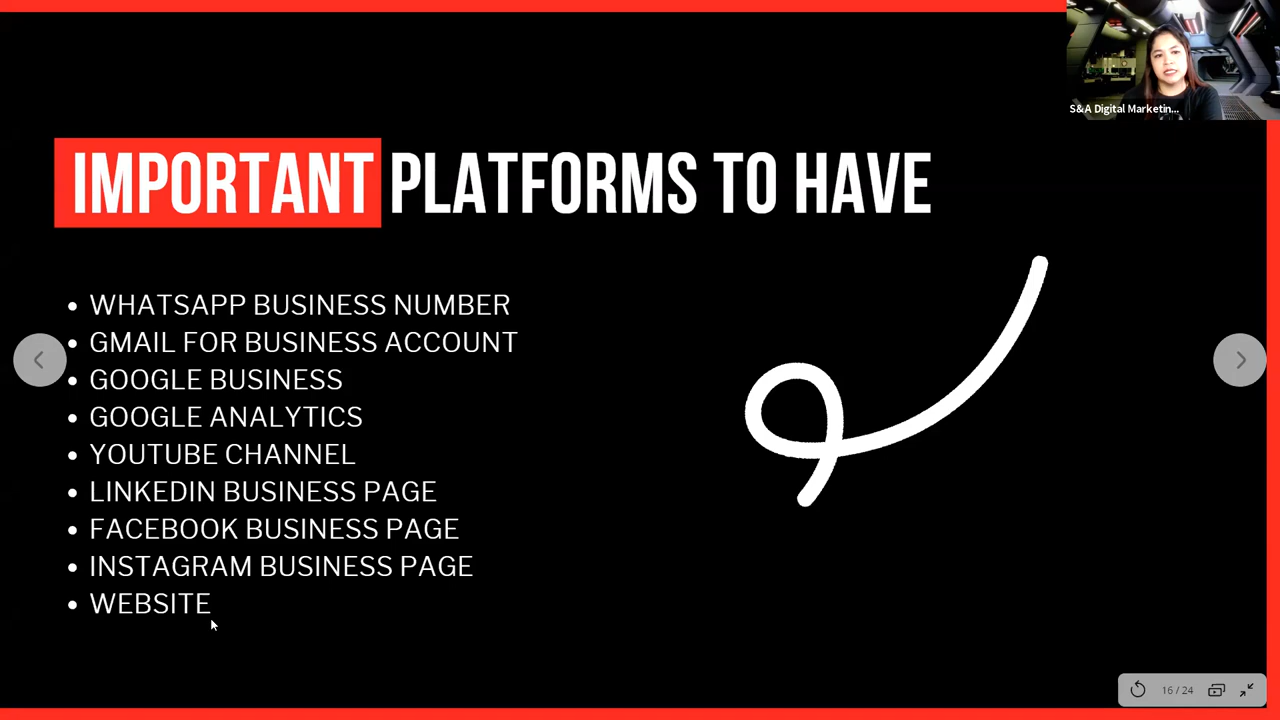 S&A Digital Marketin...
IMPORTANT PLATFORMS TO HAVE
WHATSAPP BUSINESS NUMBER
GMAIL FOR BUSINESS ACCOUNT
GOOGLE BUSINESS
GOOGLE ANALYTICS
YOUTUBE CHANNEL
LINKEDIN BUSINESS PAGE
FACEBOOK BUSINESS PAGE
INSTAGRAM BUSINESS PAGE
WEBSITE
16 / 24